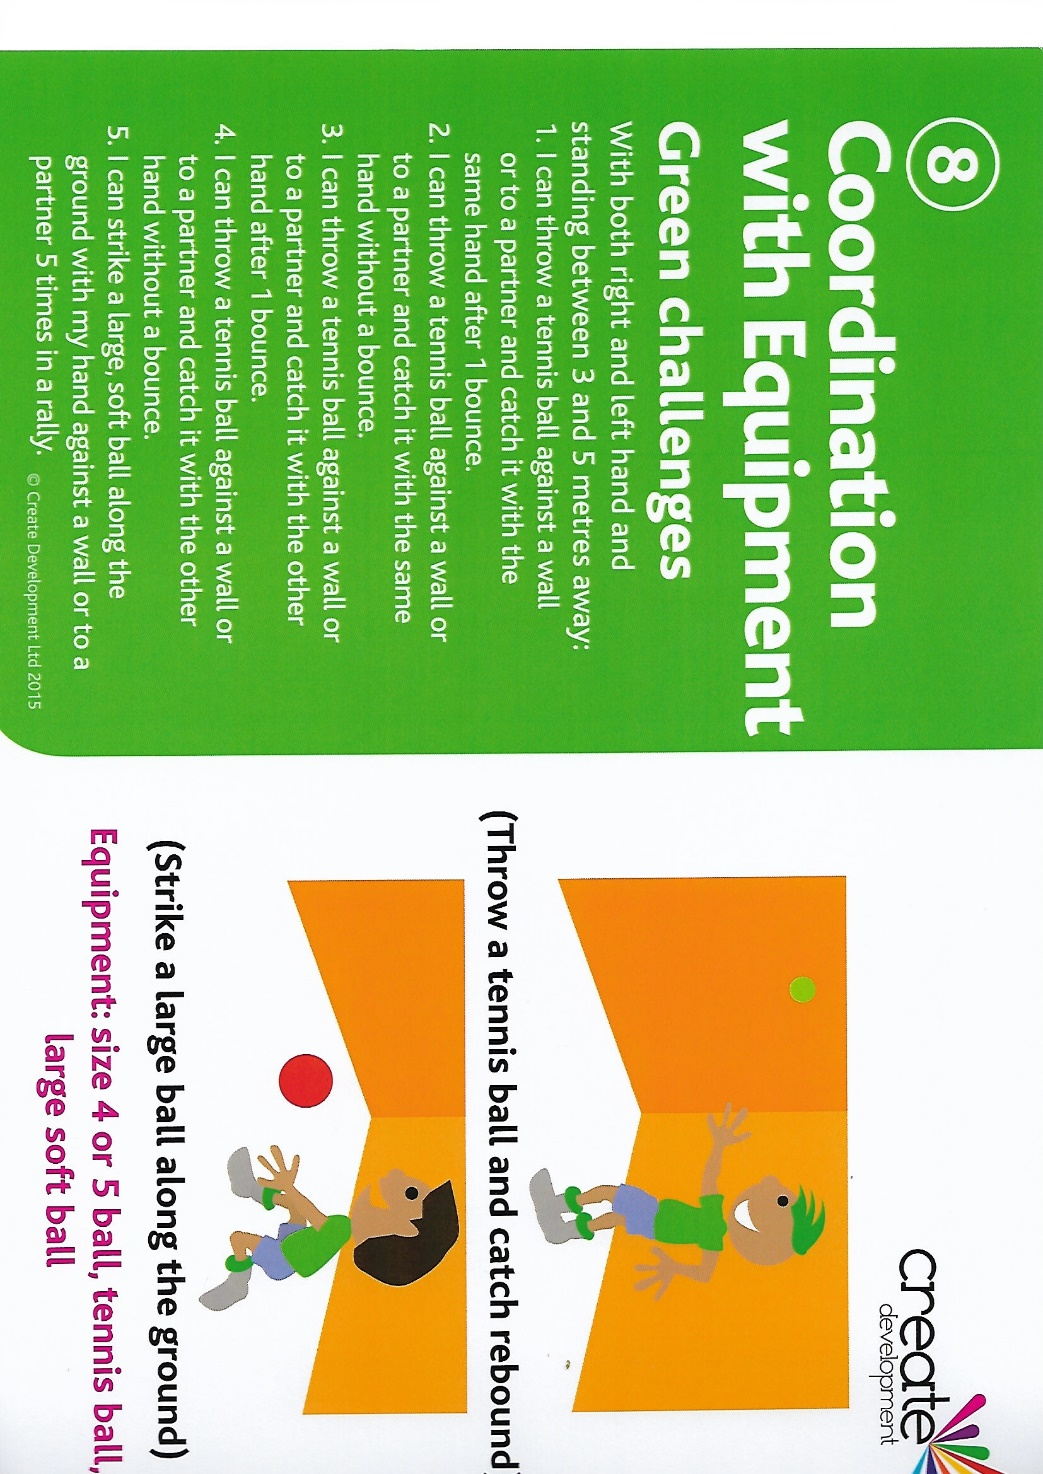 8
Coordination
with Equipment
Green challenges
With both right and left hand and
standing between 3 and 5 metres away:
1. I can throw a tennis ball against a wall
or to a partner and catch it with the
same hand after 1 bounce.
2. I can throw a tennis ball against a wall or
to a partner and catch it with the same
hand without a bounce.
3. I can throw a tennis ball against a wall or
to a partner and catch it with the other
hand after 1 bounce.
4. I can throw a tennis ball against a wall or
to a partner and catch it with the other
hand without a bounce.
5. I can strike a large, soft ball along the
ground with my hand against a wall or to a
partner 5 times in a rally.
© Create Development Ltd 2015
create
development
(Throw a tennis ball and catch rebound)
(Strike a large ball along the ground)
Equipment: size 4 or 5 ball, tennis ball,
large soft ball